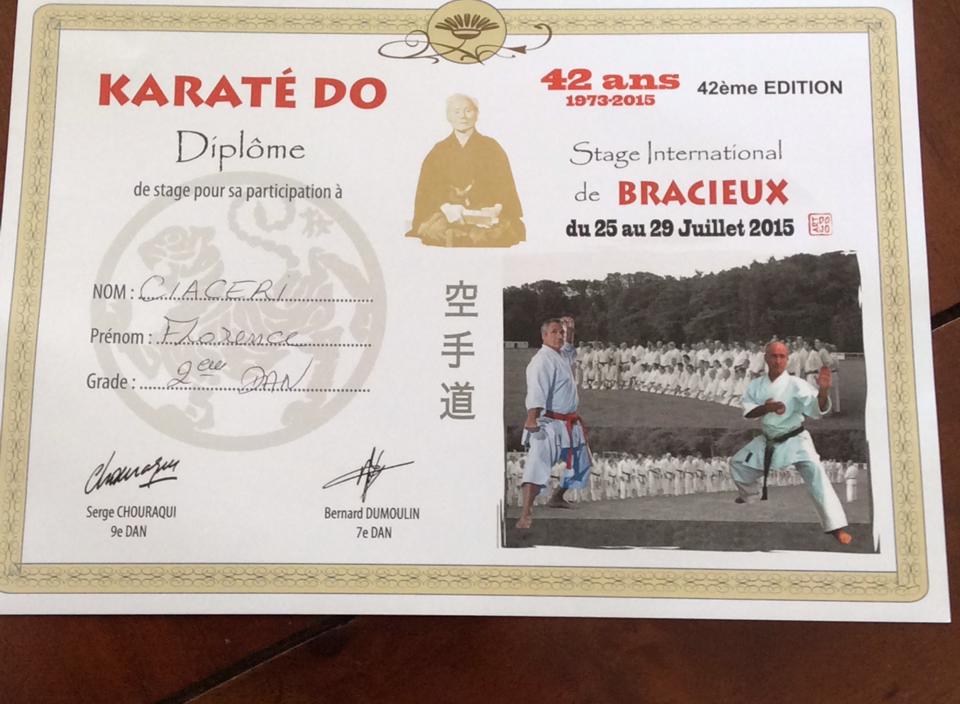 KARATÉ DO
Diplôme
de stage pour sa participation à
NOM : CIACERI
Prénom : Florence
Grade : 2ème DAN
Serge CHOURAQUI
9e DAN
Bernard DUMOULIN
7e DAN
空
手
道
42 ans
1973-2015
42ème EDITION
Stage International
de BRACIEUX
du 25 au 29 Juillet 2015